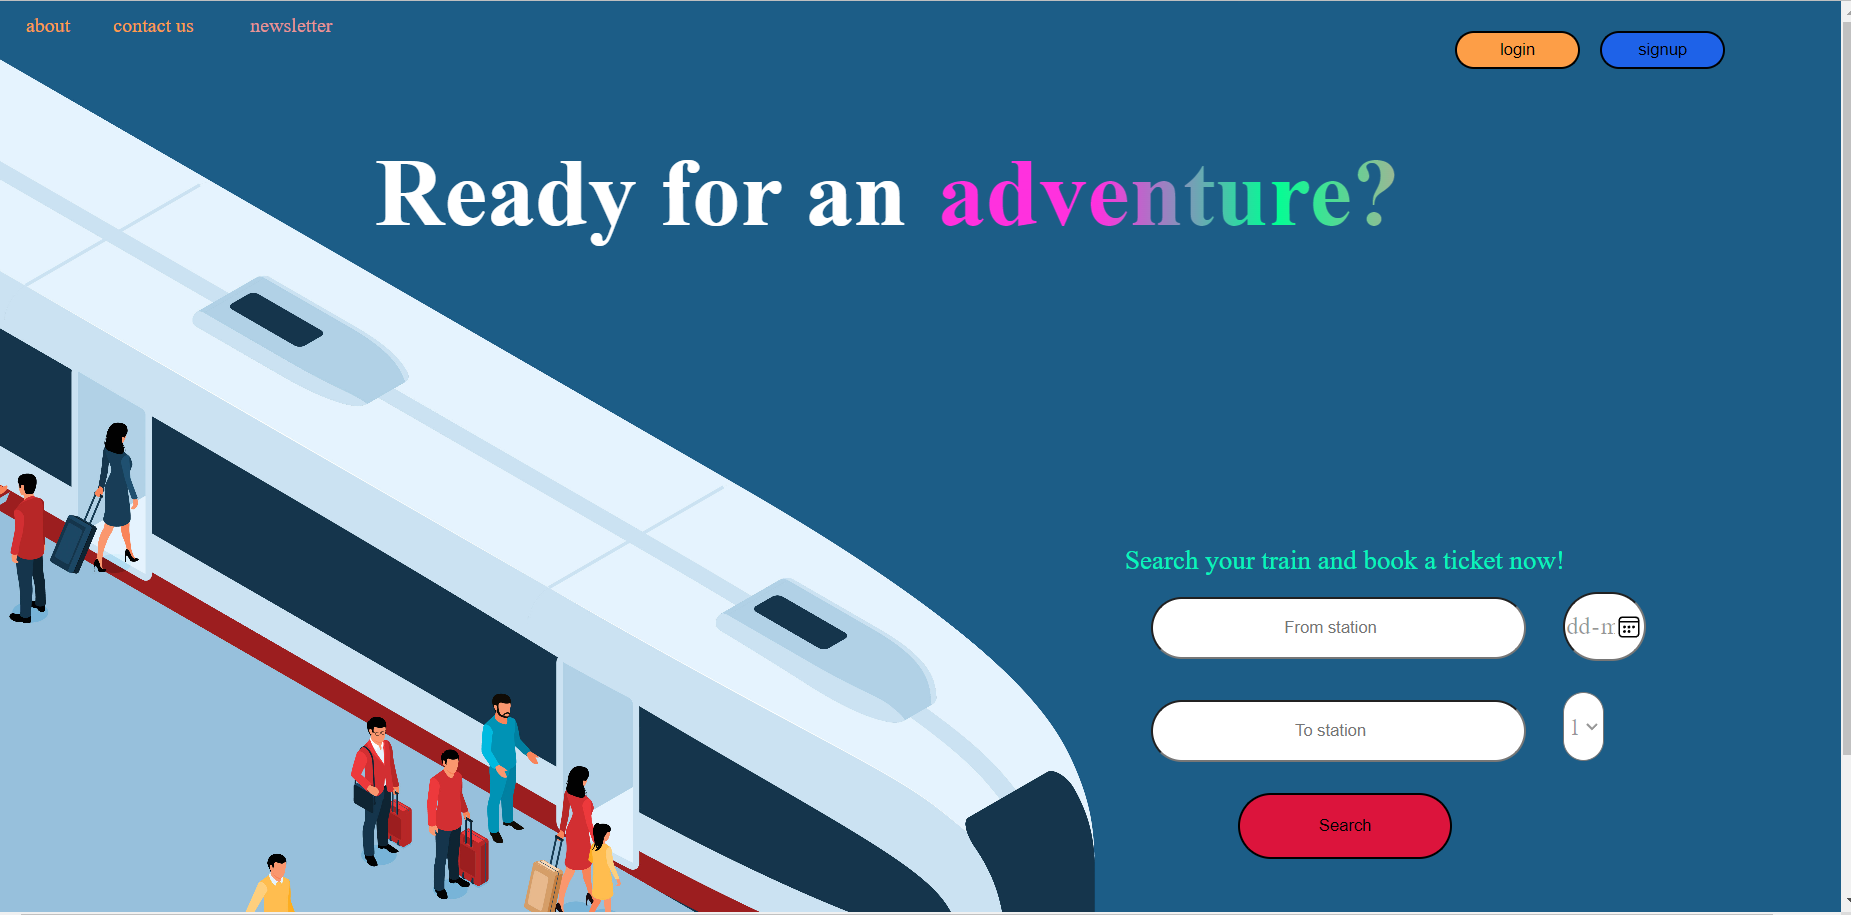 about contact us newsletter
login signup
Ready for an adventure?
Search your train and book a ticket now!
From station dd-m
To station 1
Search